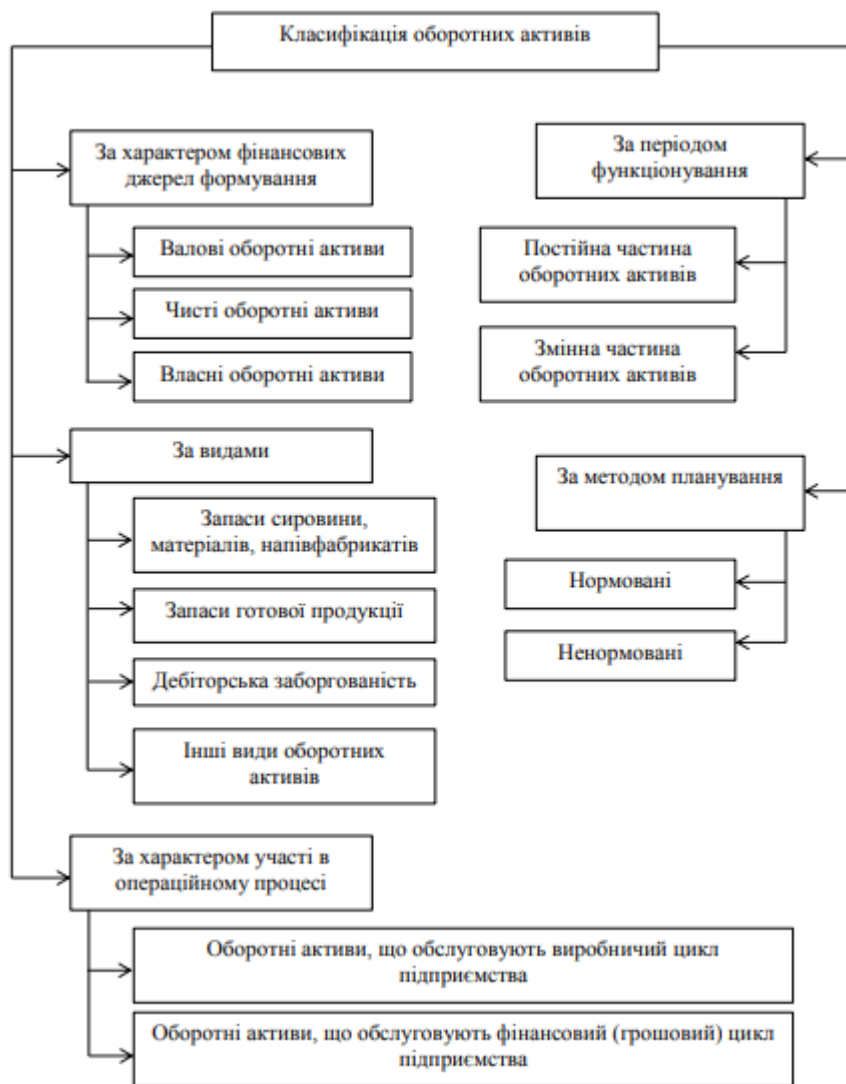 Класифікація оборотних активів
За характером фінансових
джерел формування
Валові оборотні активи
Чисті оборотні активи
Власні оборотні активи
За видами
Запаси сировини,
матеріалів, напівфабрикатів
Запаси готової продукції
Дебіторська заборгованість
Інші види оборотних
активів
За характером участі в
операційному процесі
Оборотні активи, що обслуговують виробничий цикл
підприємства
Оборотні активи, що обслуговують фінансовий (грошовий) цикл
підприємства
За періодом
функціонування
Постійна частина
оборотних активів
Змінна частина
оборотних активів
За методом планування
Нормовані
Ненормовані